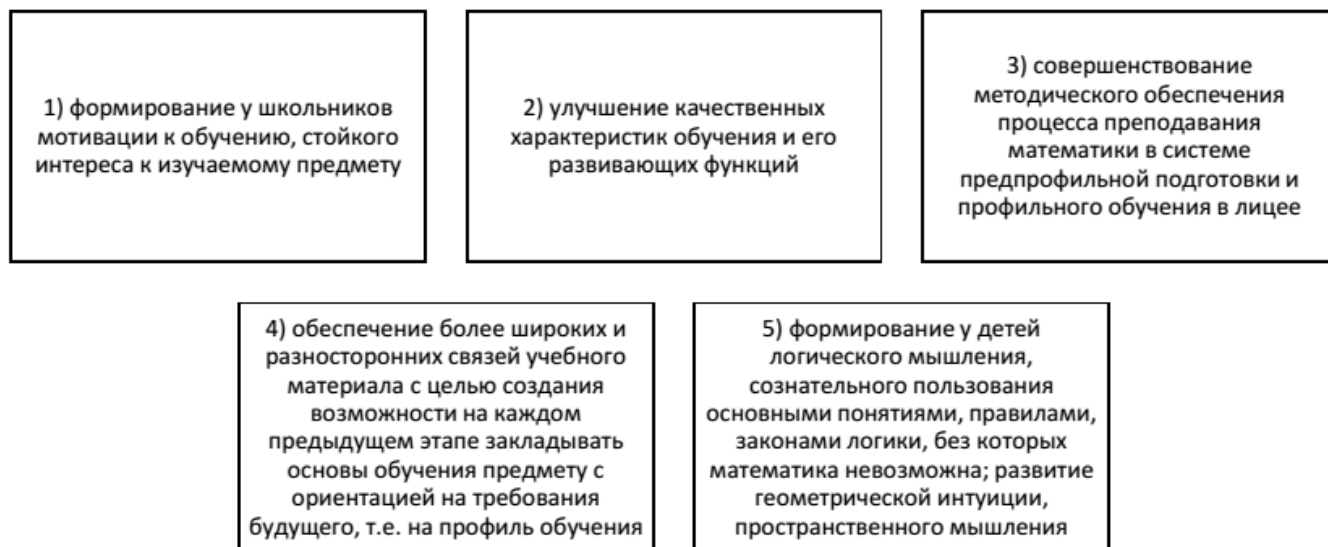 1) формирование у школьников
мотивации к обучению, стойкого
интереса к изучаемому предмету
2) улучшение качественных
характеристик обучения и его
развивающих функций
3) совершенствование
методического обеспечения
процесса преподавания
математики в системе
предпрофильной подготовки и
профильного обучения в лицее
4) обеспечение более широких и
разносторонних связей учебного
материала с целью создания
возможности на каждом
предыдущем этапе закладывать
основы обучения предмету с
ориентацией на требования
будущего, т.е. на профиль обучения
5) формирование у детей
логического мышления,
сознательного пользования
основными понятиями, правилами,
законами логики, без которых
математика невозможна; развитие
геометрической интуиции,
пространственного мышления